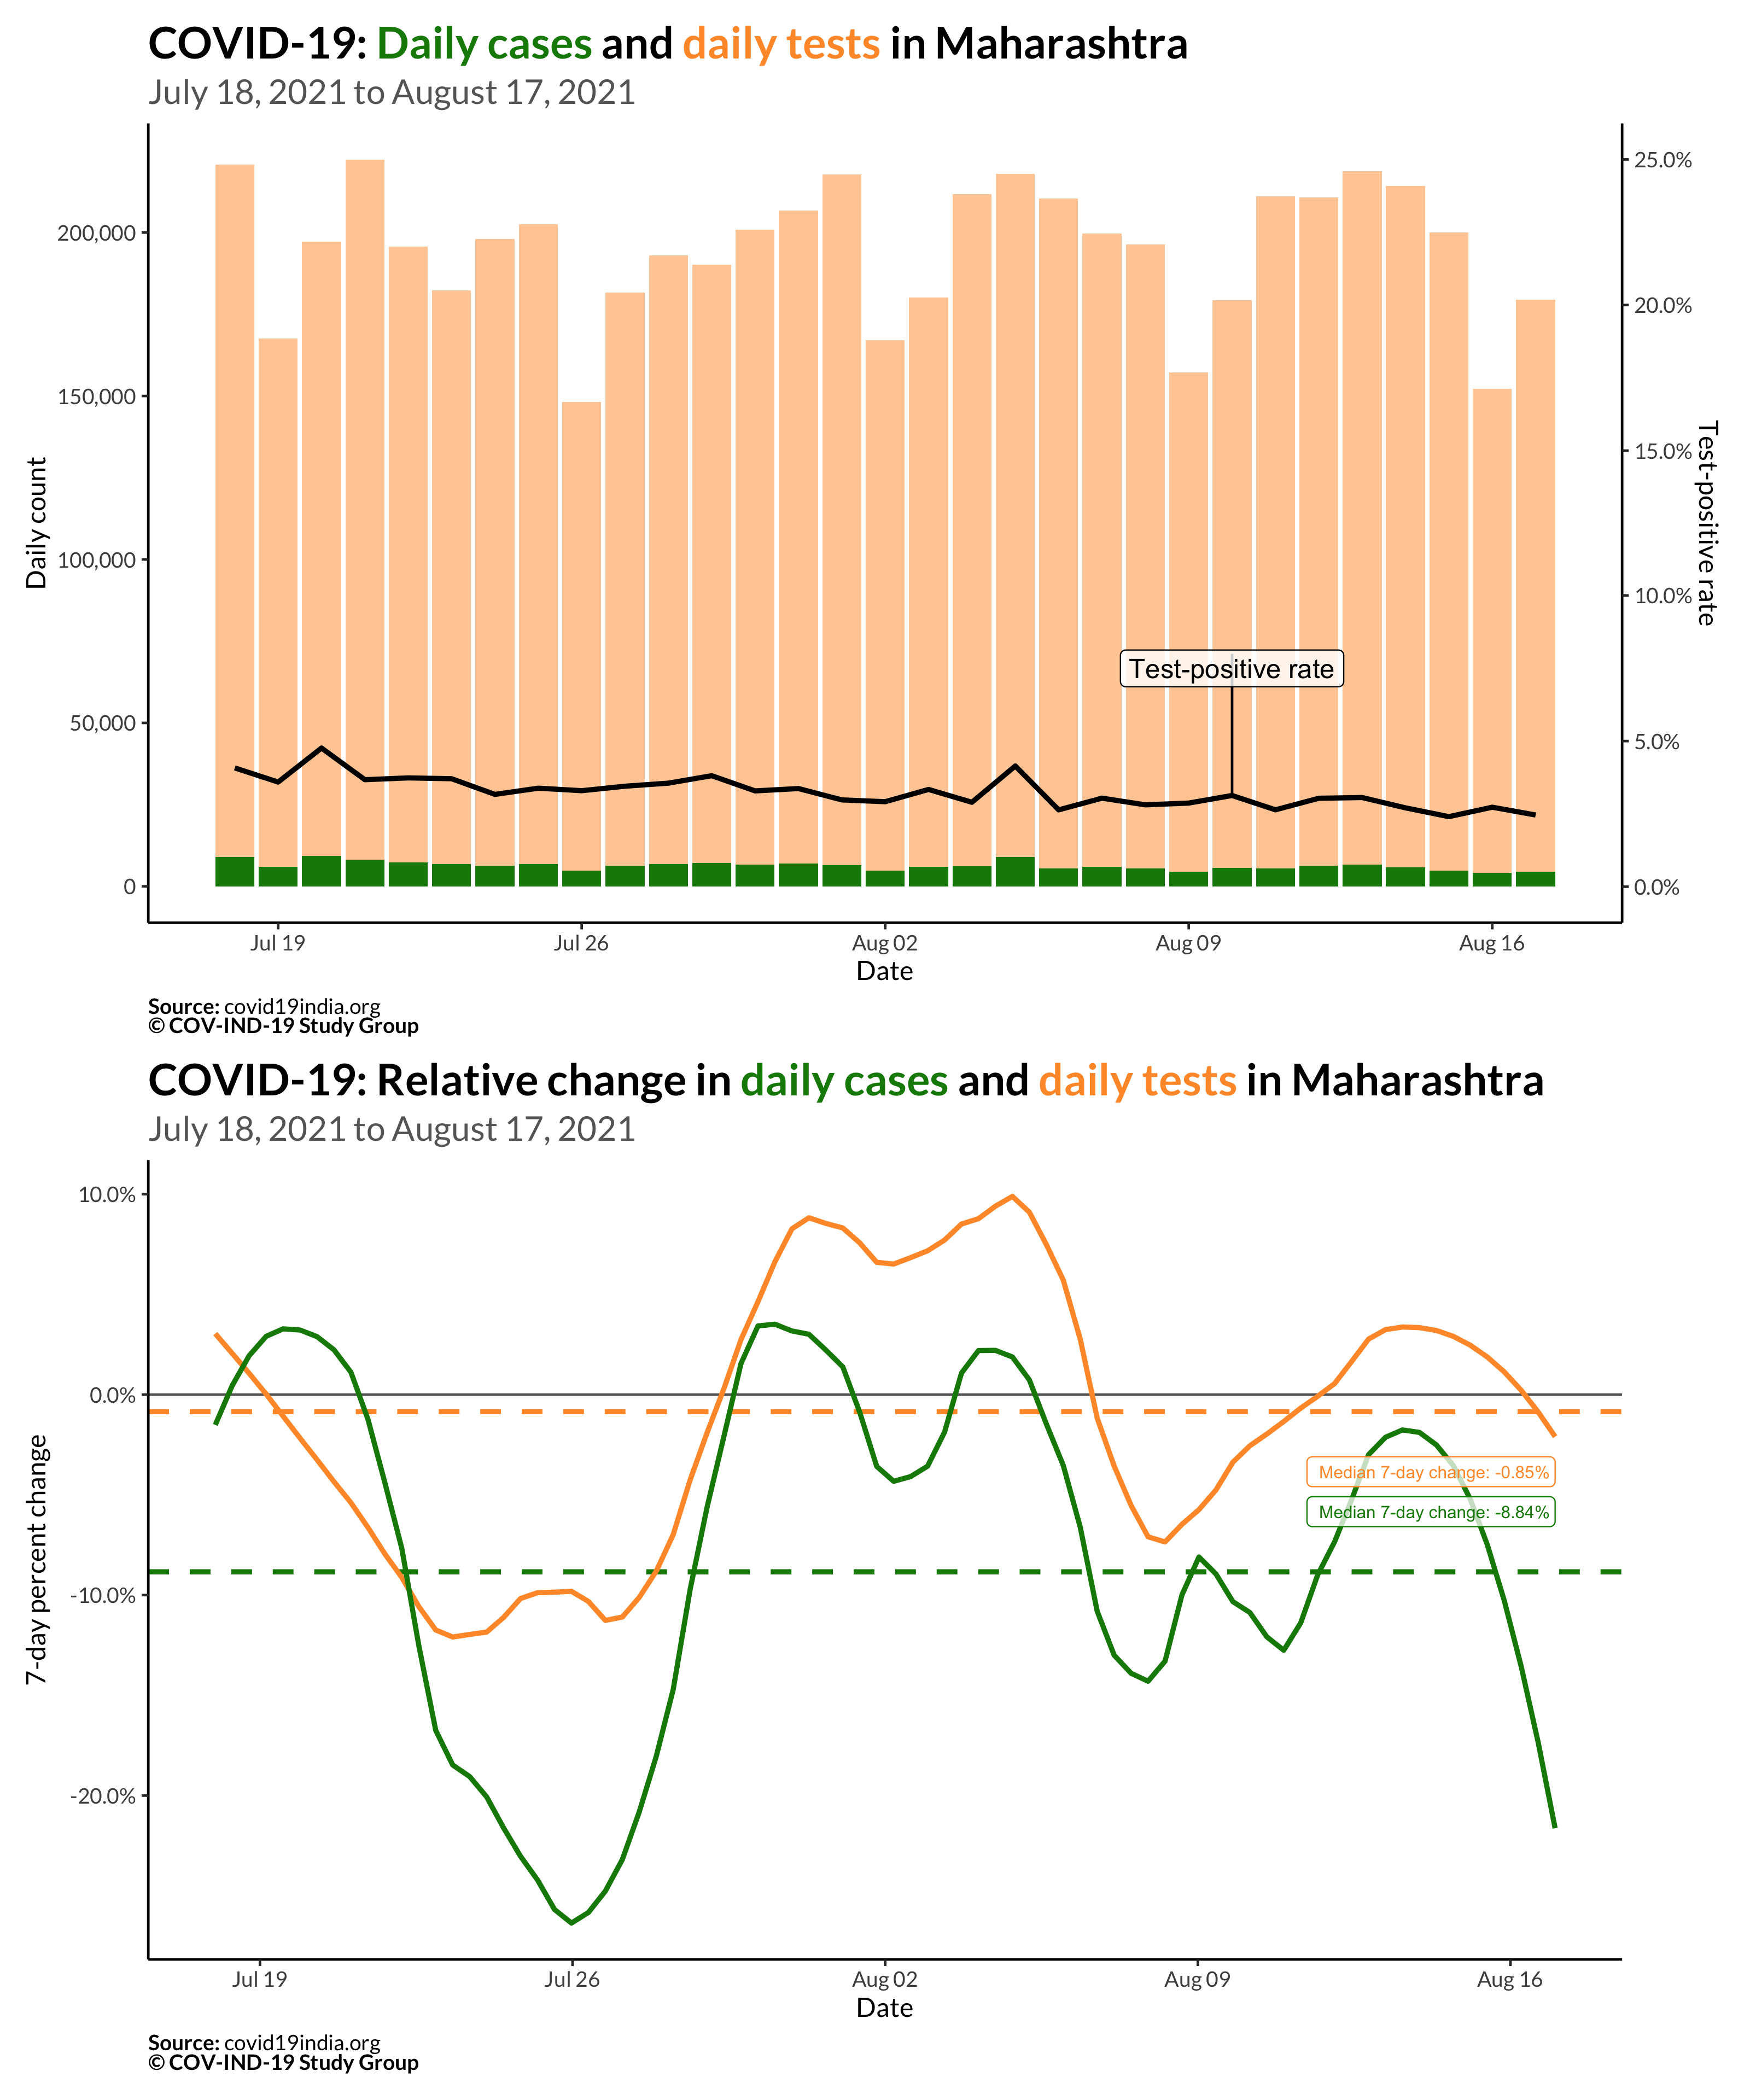 COVID-19: Daily cases and daily tests in Maharashtra
July 18, 2021 to August 17, 2021
Daily count
200,000
150,000
100,000
50,000
0
25.0%
20.0%
15.0%
10.0%
5.0%
0.0%
Test-positive rate
Test-positive rate
Jul 19
Jul 26
Aug 02
Aug 09
Aug 16
Date
Source: covid19india.org
© COV-IND-19 Study Group
COVID-19: Relative change in daily cases and daily tests in Maharashtra
July 18, 2021 to August 17, 2021
7-day percent change
10.0%
0.0%
-10.0%
-20.0%
Median 7-day change: -0.85%
Median 7-day change: -8.84%
Jul 19
Jul 26
Aug 02
Aug 09
Aug 16
Date
Source: covid19india.org
© COV-IND-19 Study Group